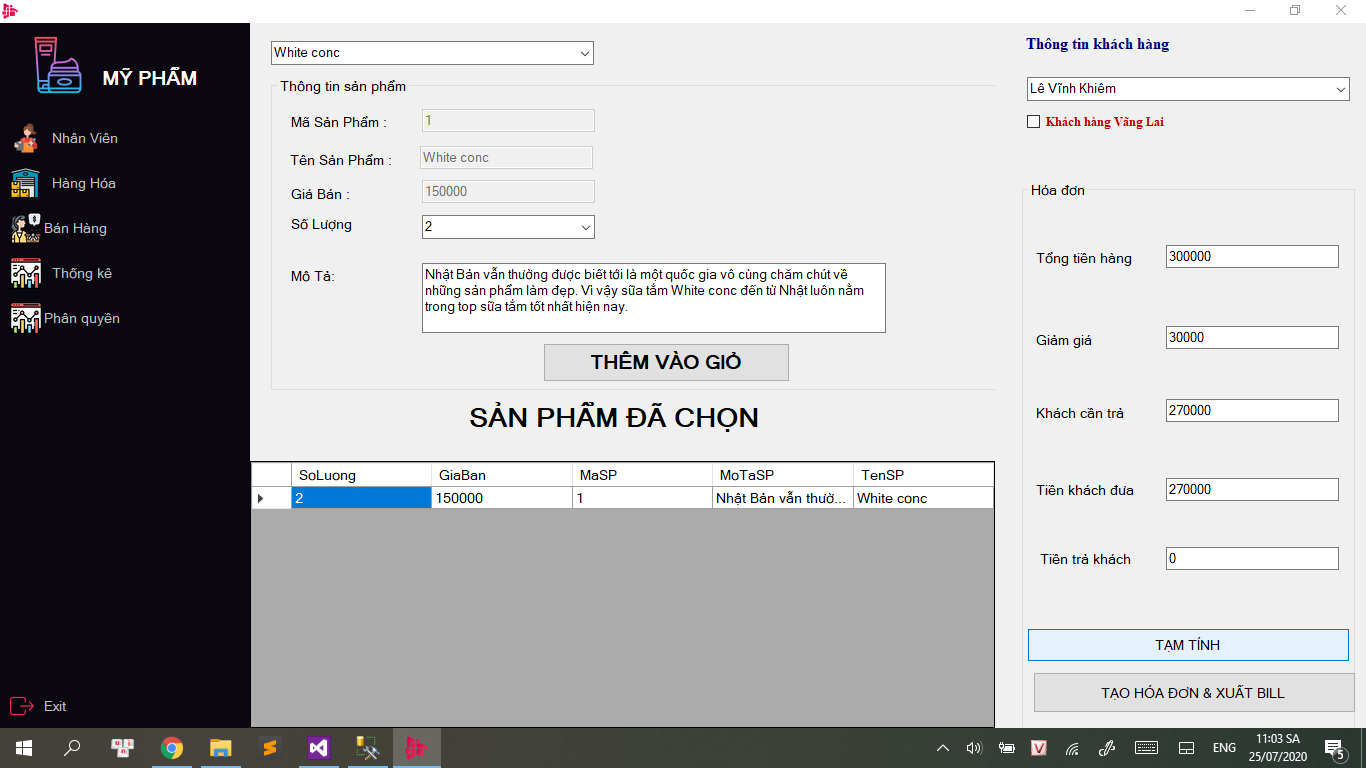 MỸ PHẨM
Nhân Viên
Hàng Hóa
Bán Hàng
Thống kê
Phân quyền
Exit
White conc
Thông tin sản phẩm
Mã Sản Phẩm : 1
Tên Sản Phẩm : White conc
Giá Bán : 150000
Số Lượng 2
Mô Tả: Nhật Bản vẫn thường được biết tới là một quốc gia vô cùng chăm chút về
những sản phẩm làm đẹp. Vì vậy sữa tắm White conc đến từ Nhật luôn nằm
trong top sữa tắm tốt nhất hiện nay.
THÊM VÀO GIỎ
SẢN PHẨM ĐÃ CHỌN
SoLuong GiaBan MaSP MoTaSP TenSP
2 150000 1 Nhật Bản vẫn thườ... White conc
Thông tin khách hàng
Lê Vĩnh Khiêm
Khách hàng Vãng Lai
Hóa đơn
Tổng tiền hàng 300000
Giảm giá 30000
Khách cần trả 270000
Tiền khách đưa 270000
Tiền trả khách 0
TẠM TÍNH
TẠO HÓA ĐƠN & XUẤT BILL
ENG
11:03 SA
25/07/2020
5